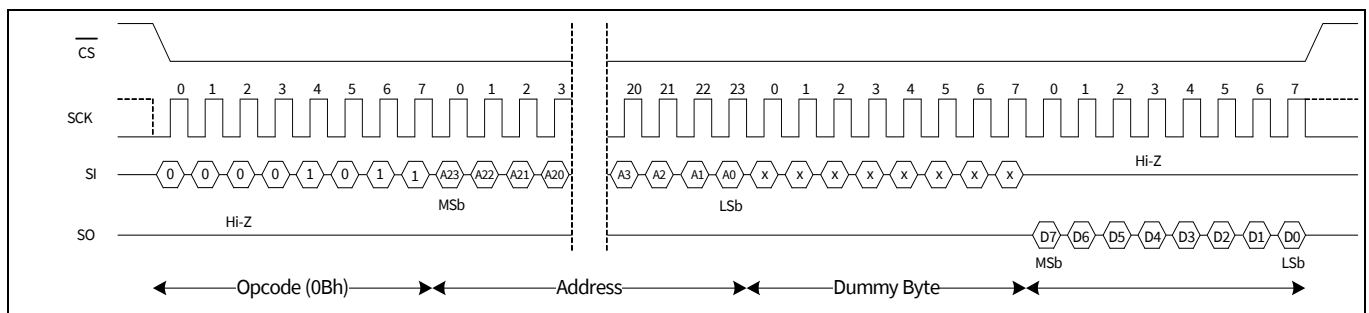 CS
0 1 2 3 4 5 6 7 0 1 2 3 20 21 22 23 0 1 2 3 4 5 6 7 0 1 2 3 4 5 6 7
SCK
Hi-Z
SI 0 0 0 0 1 0 1 1 A23 A22 A21 A20 A3 A2 A1 A0 x x x x x x x x
MSb LSb
Hi-Z
SO D7 D6 D5 D4 D3 D2 D1 D0
MSb LSb
Opcode (0Bh) Address Dummy Byte